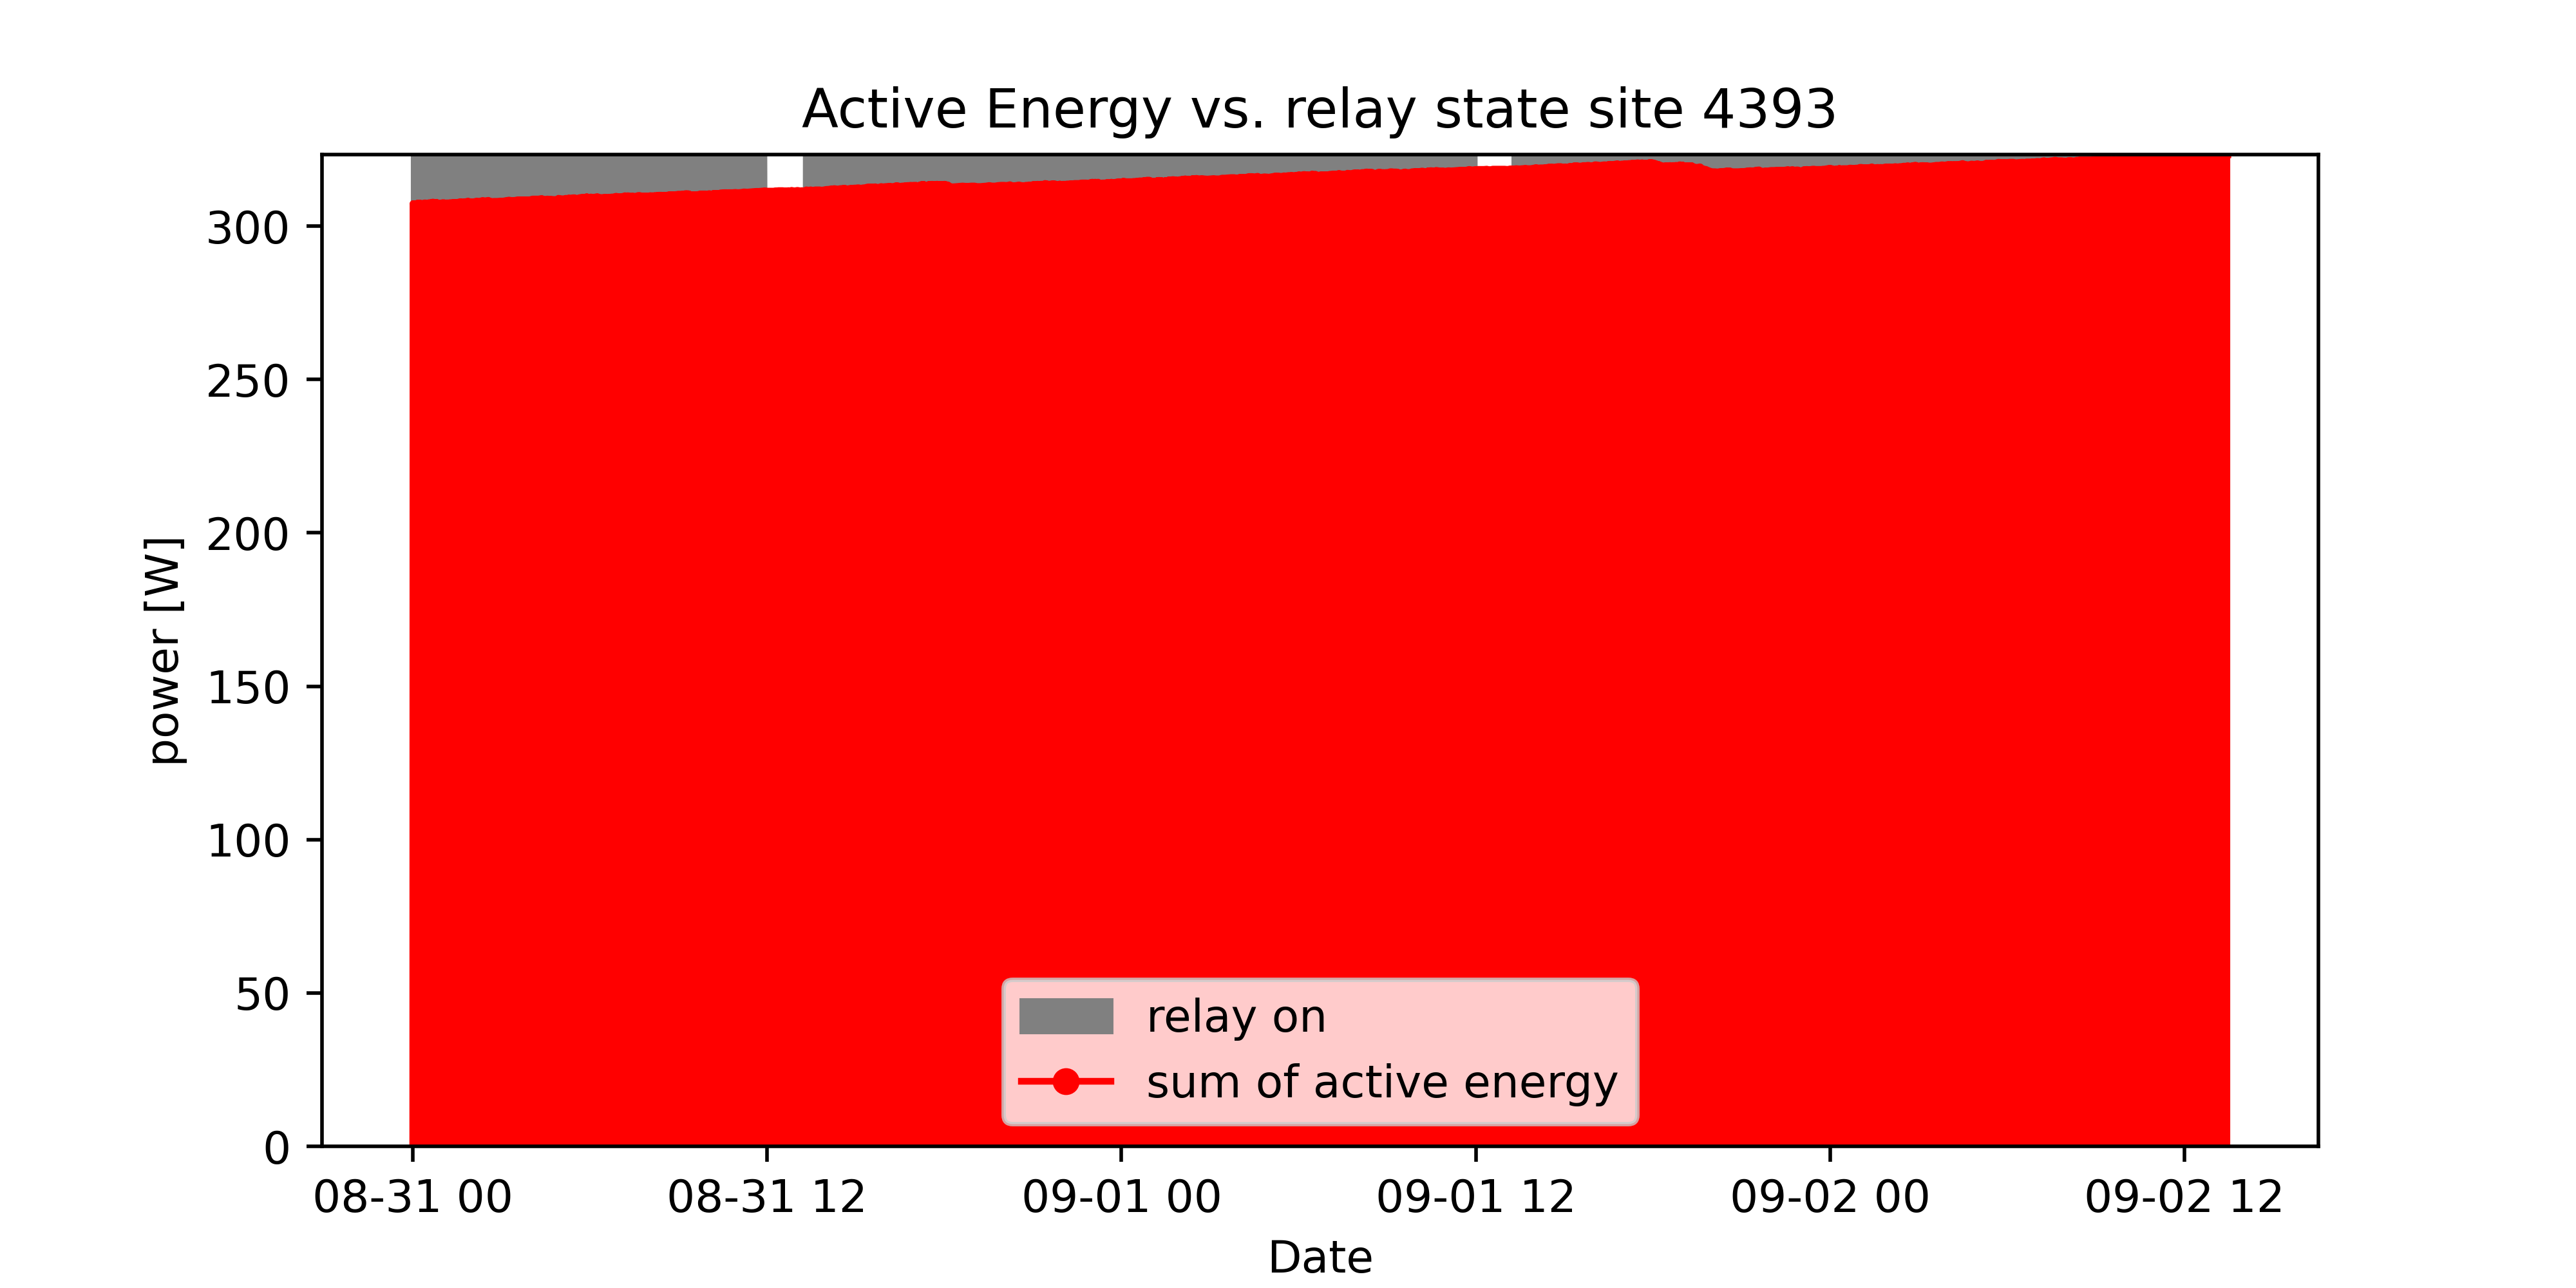 Active Energy vs. relay state site 4393
300
250
200
150
100
50
0
power [W]
relay on
sum of active energy
08-31 00 08-31 12 09-01 00 09-01 12 09-02 00 09-02 12
Date